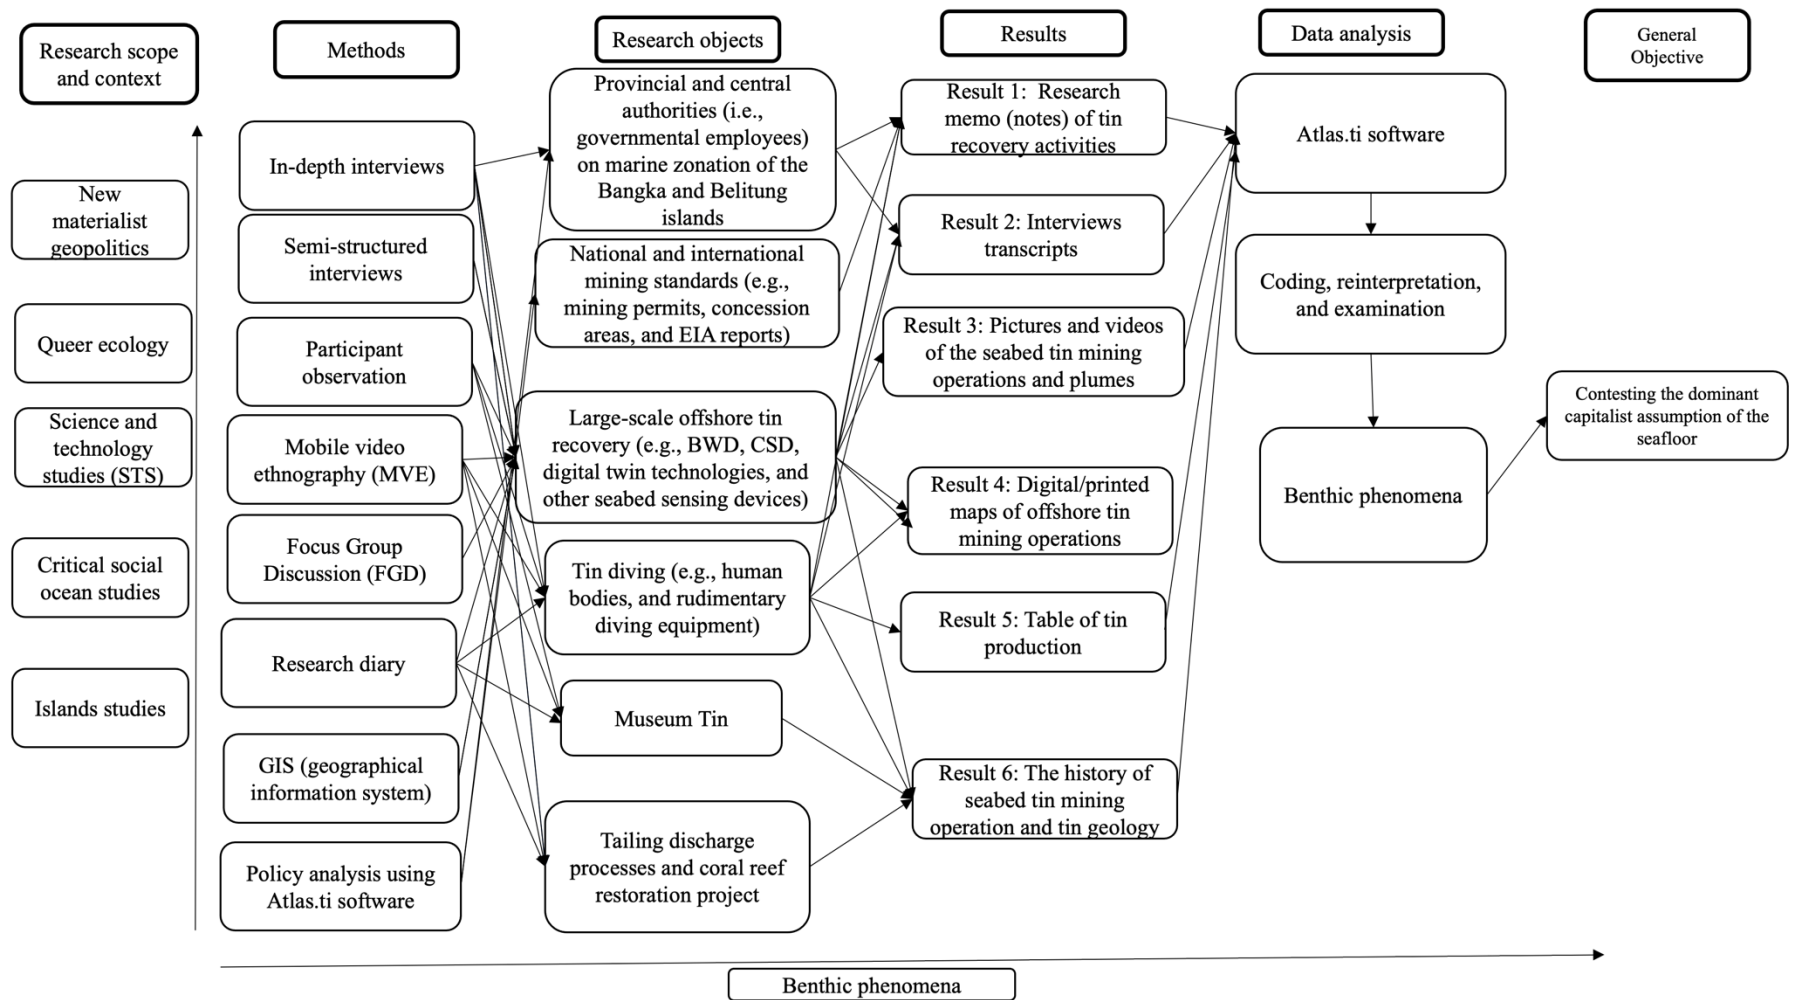 Research scope
and context
New
materialist
geopolitics
Queer ecology
Science and
technology
studies (STS)
Critical social
ocean studies
Islands studies
Methods
In-depth interviews
Semi-structured
interviews
Participant
observation
Mobile video
ethnography (MVE)
Focus Group
Discussion (FGD)
Research diary
GIS (geographical
information system)
Policy analysis using
Atlas.ti software
Research objects
Provincial and central
authorities (i.e.,
governmental employees)
on marine zonation of the
Bangka and Belitung
islands
National and international
mining standards (e.g.,
mining permits, concession
areas, and EIA reports)
Large-scale offshore tin
recovery (e.g., BWD, CSD,
digital twin technologies, and
other seabed sensing devices)
Tin diving (e.g., human
bodies, and rudimentary
diving equipment)
Museum Tin
Tailing discharge
processes and coral reef
restoration project
Results
Result 1:  Research
memo (notes) of tin
recovery activities
Result 2: Interviews
transcripts
Result 3: Pictures and videos
of the seabed tin mining
operations and plumes
Result 4: Digital/printed
maps of offshore tin
mining operations
Result 5: Table of tin
production
Result 6: The history of
seabed tin mining
operation and tin geology
Data analysis
Atlas.ti software
Coding, reinterpretation,
and examination
Benthic phenomena
General
Objective
Contesting the dominant
capitalist assumption of the
seafloor
Benthic phenomena